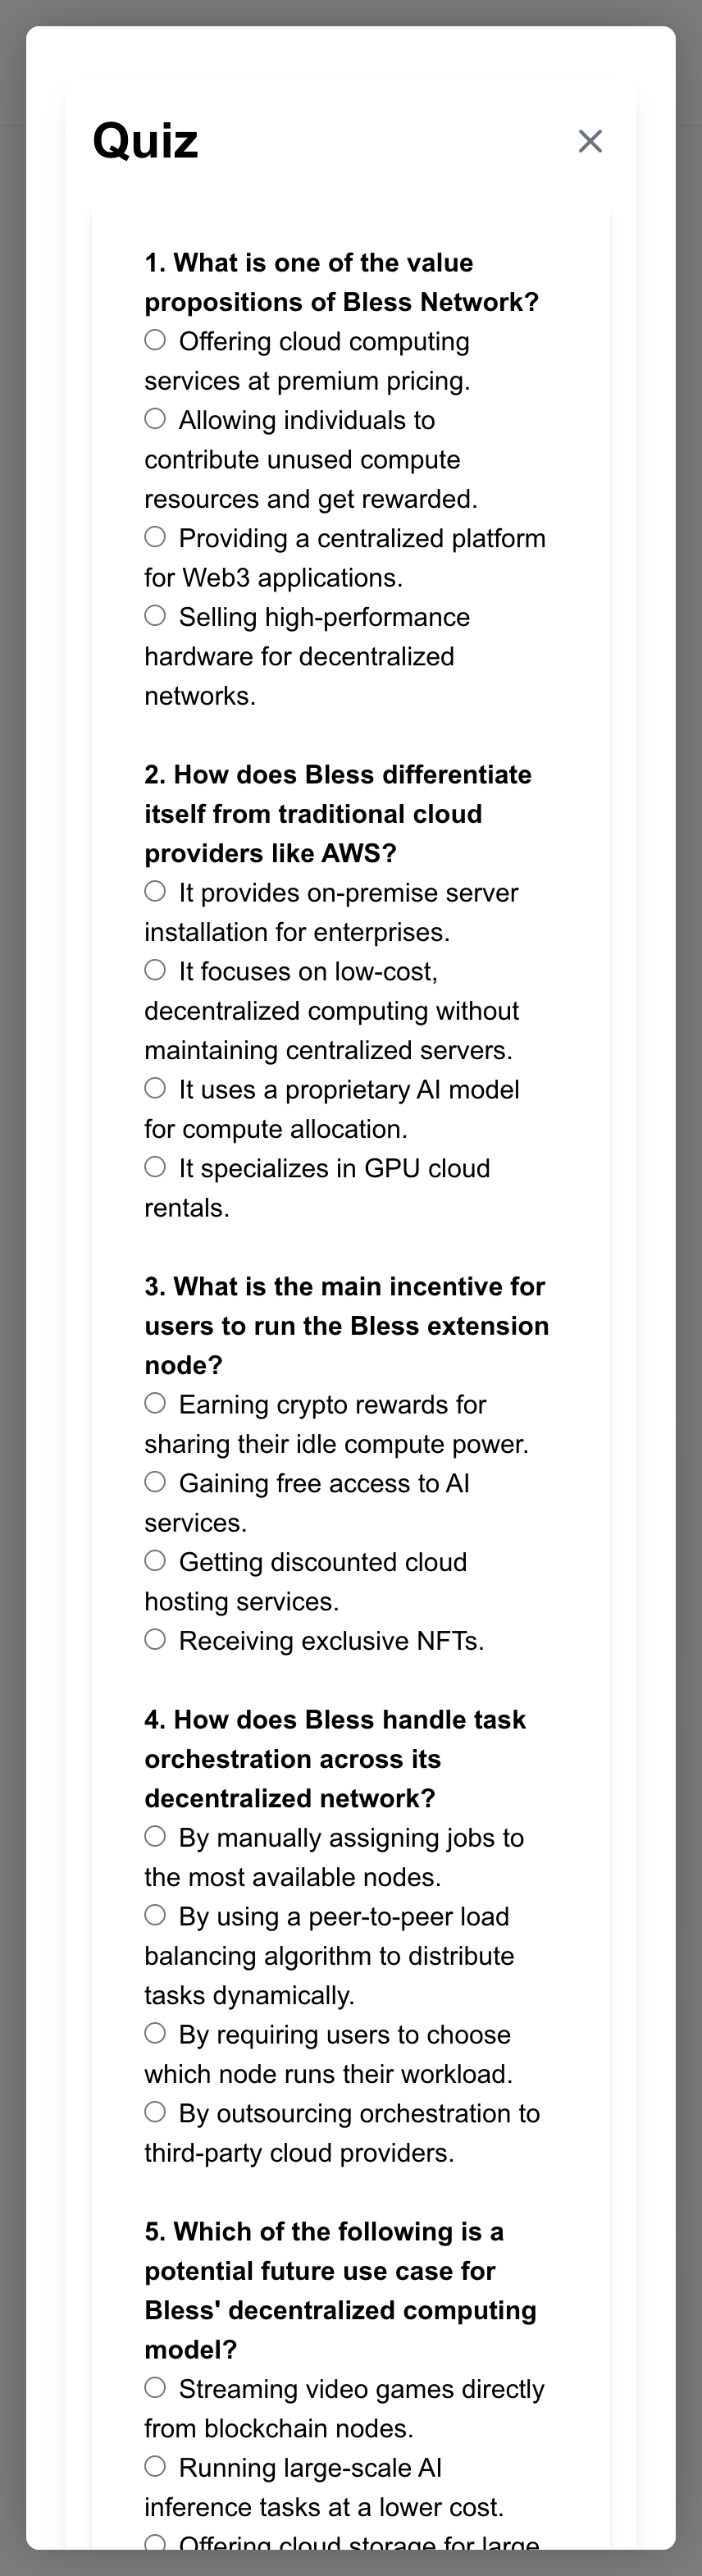 Quiz
1. What is one of the value
propositions of Bless Network?
Offering cloud computing
services at premium pricing.
Allowing individuals to
contribute unused compute
resources and get rewarded.
Providing a centralized platform
for Web3 applications.
Selling high-performance
hardware for decentralized
networks.
2. How does Bless differentiate
itself from traditional cloud
providers like AWS?
It provides on-premise server
installation for enterprises.
It focuses on low-cost,
decentralized computing without
maintaining centralized servers.
It uses a proprietary AI model
for compute allocation.
It specializes in GPU cloud
rentals.
3. What is the main incentive for
users to run the Bless extension
node?
Earning crypto rewards for
sharing their idle compute power.
Gaining free access to AI
services.
Getting discounted cloud
hosting services.
Receiving exclusive NFTs.
4. How does Bless handle task
orchestration across its
decentralized network?
By manually assigning jobs to
the most available nodes.
By using a peer-to-peer load
balancing algorithm to distribute
tasks dynamically.
By requiring users to choose
which node runs their workload.
By outsourcing orchestration to
third-party cloud providers.
5. Which of the following is a
potential future use case for
Bless' decentralized computing
model?
Streaming video games directly
from blockchain nodes.
Running large-scale AI
inference tasks at a lower cost.
Offering cloud storage for large